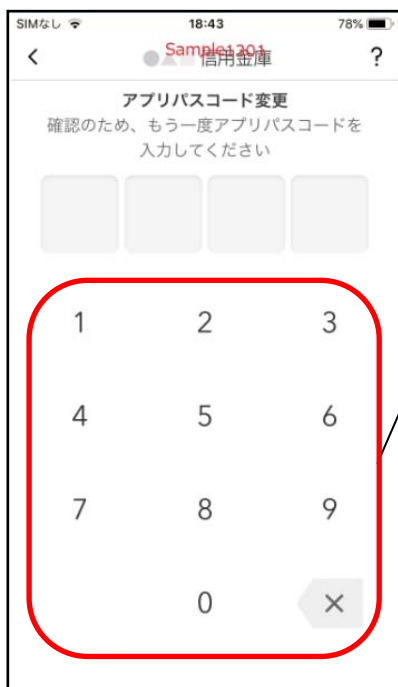 SIMなし 18:43 78%
Sample1201
●▲■信用金庫
?
アプリパスコード変更
確認のため、もう一度アプリパスコードを
入力してください
1 2 3
4 5 6
7 8 9
0